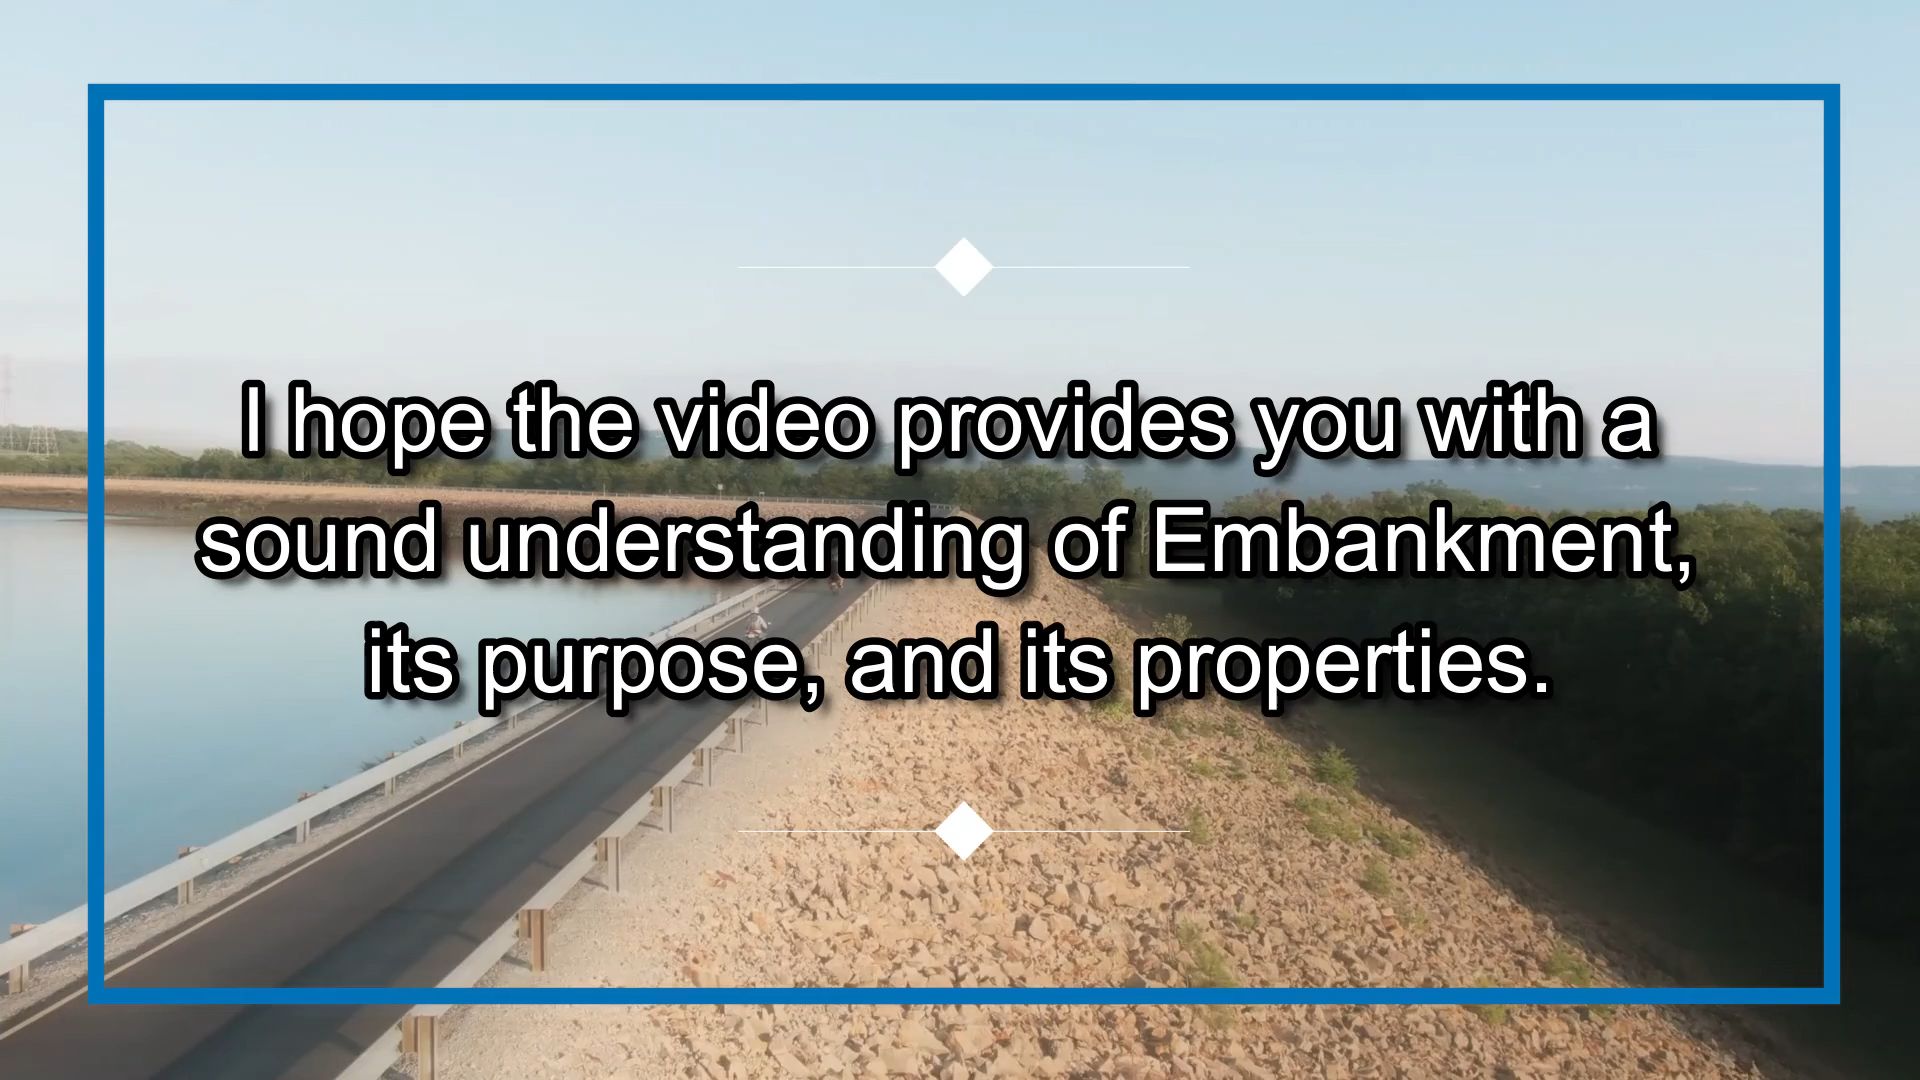 I hope the video provides you with a
sound understanding of Embankment,
its purpose, and its properties.